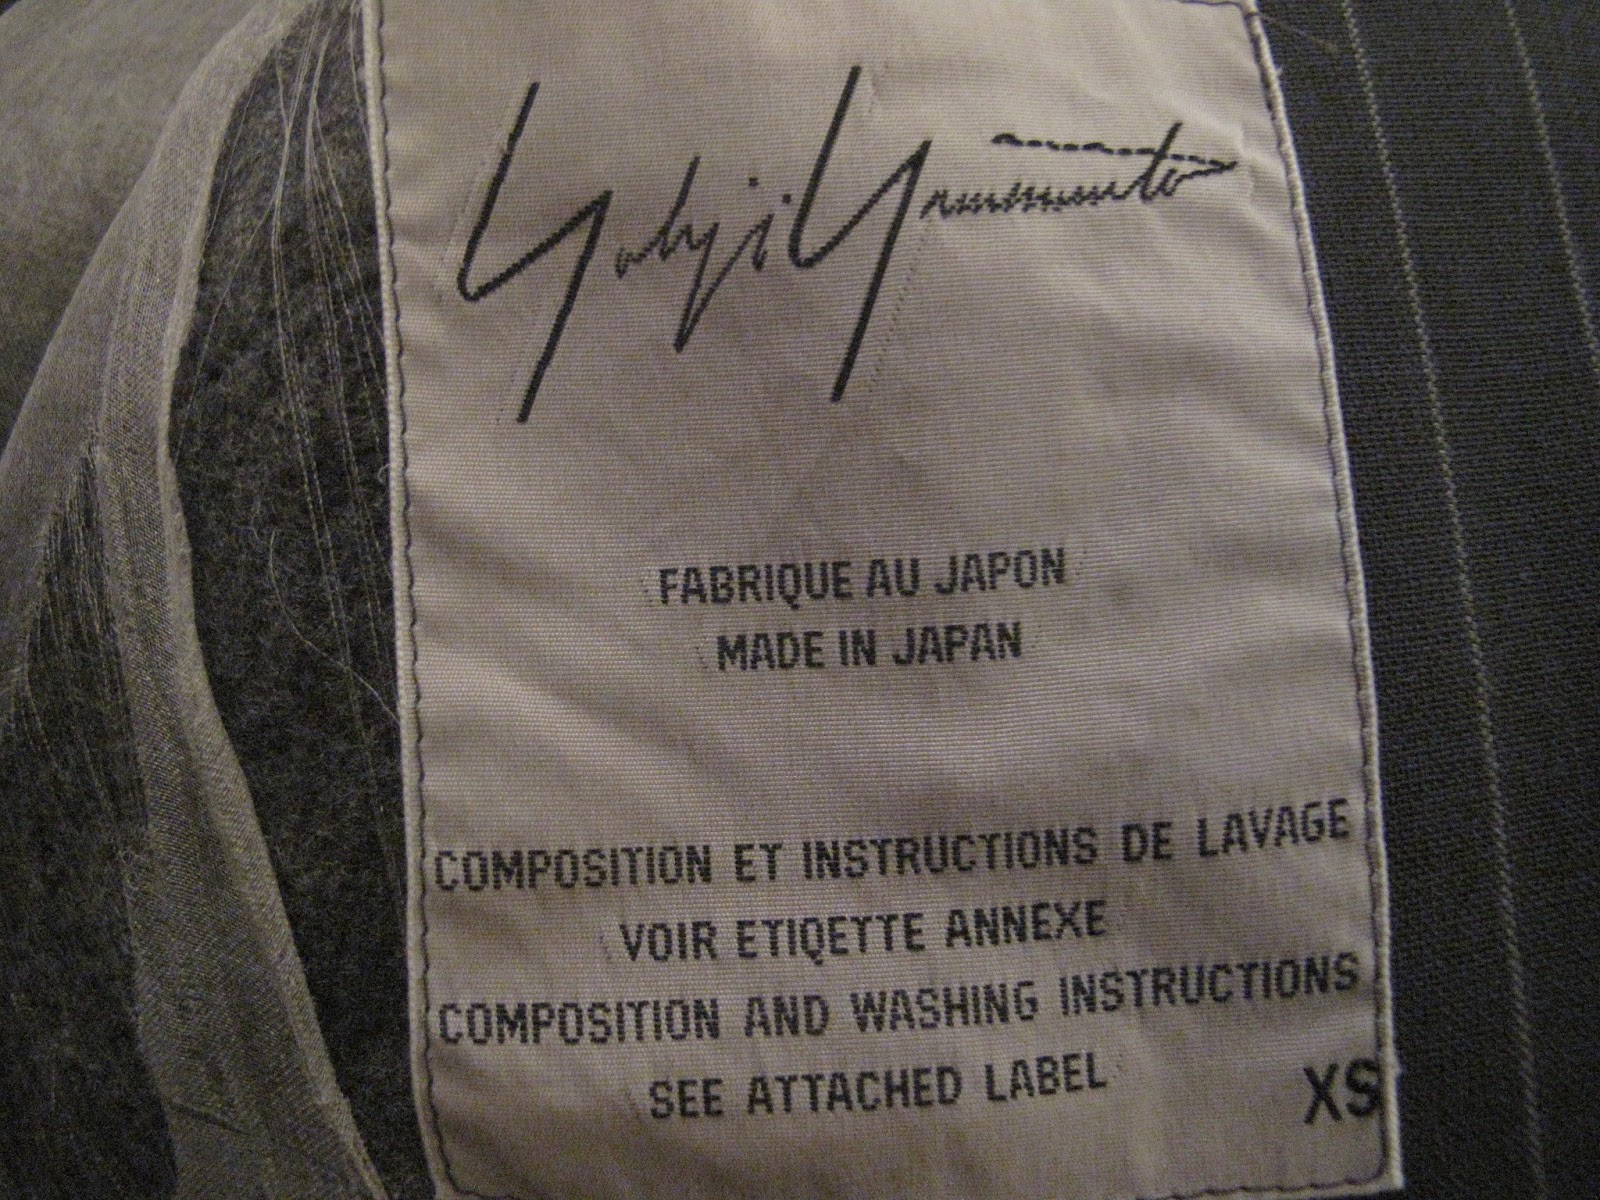 Yohji Yamamoto
FABRIQUE AU JAPON
MADE IN JAPAN
COMPOSITION ET INSTRUCTIONS DE LAVAGE
VOIR ETIQETTE ANNEXE
COMPOSITION AND WASHING INSTRUCTIONS
SEE ATTACHED LABEL
XS